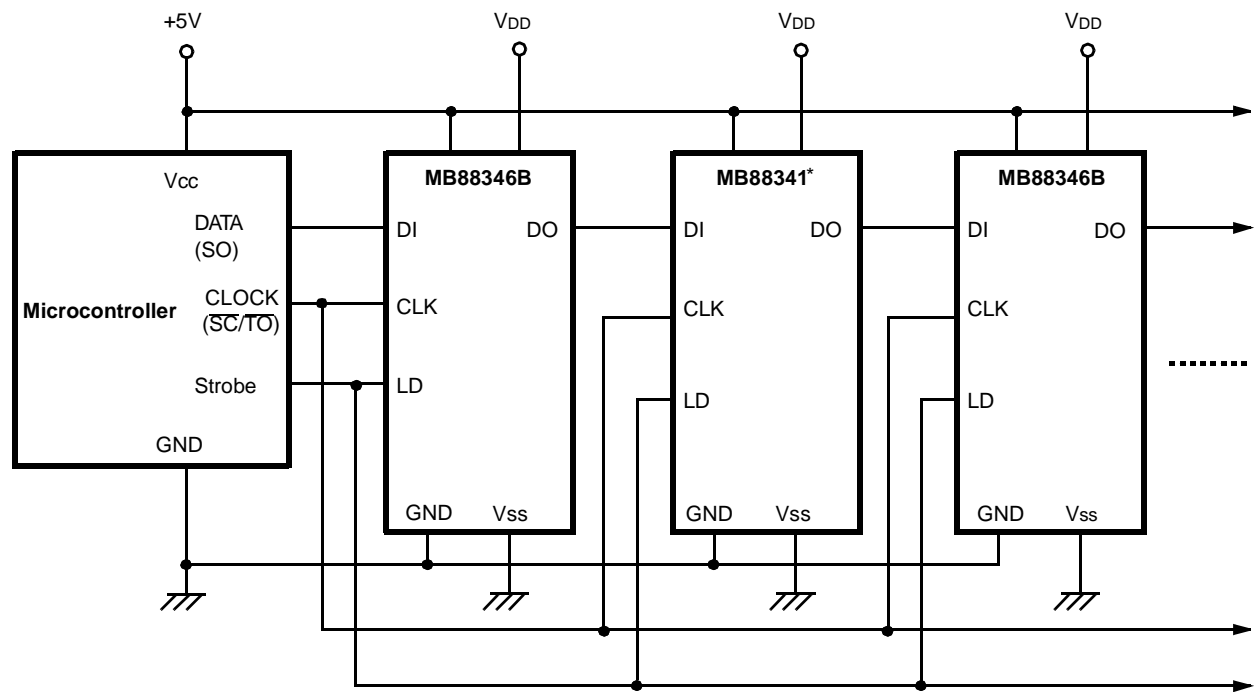 +5V
VDD
VDD
VDD
Vcc
DATA
(SO)
Microcontroller
CLOCK
(SC/TO)
Strobe
GND
MB88346B
DI
DO
CLK
LD
GND
Vss
MB88341*
DI
DO
CLK
LD
GND
Vss
MB88346B
DI
DO
CLK
LD
GND
Vss